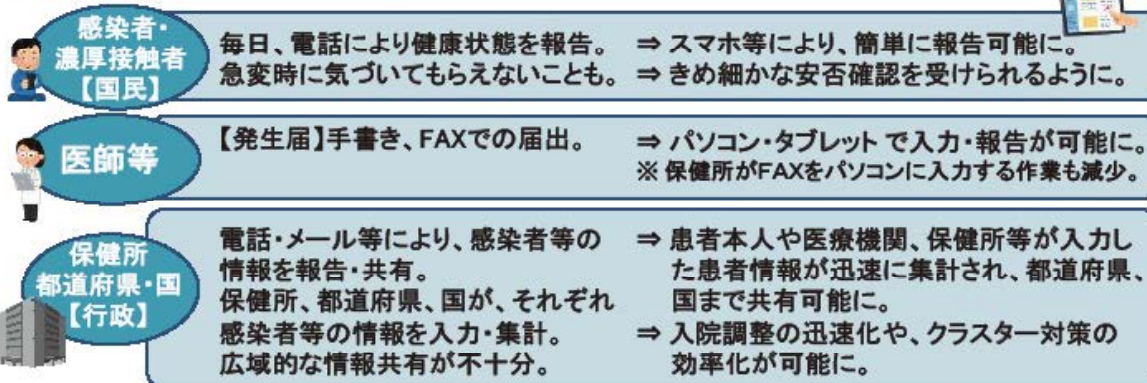 感染者・
濃厚接触者
【国民】
毎日、電話により健康状態を報告。 ⇒ スマホ等により、簡単に報告可能に。
急変時に気づいてもらえないことも。 ⇒ きめ細かな安否確認を受けられるように。
医師等
【発生届】手書き、FAXでの届出。 ⇒ パソコン・タブレット で入力・報告が可能に。
※ 保健所がFAXをパソコンに入力する作業も減少。
保健所
都道府県・国
【行政】
電話・メール等により、感染者等の
情報を報告・共有。
保健所、都道府県、国が、それぞれ
感染者等の情報を入力・集計。
広域的な情報共有が不十分。
⇒ 患者本人や医療機関、保健所等が入力し
た患者情報が迅速に集計され、都道府県、
国まで共有可能に。
⇒ 入院調整の迅速化や、クラスター対策の
効率化が可能に。